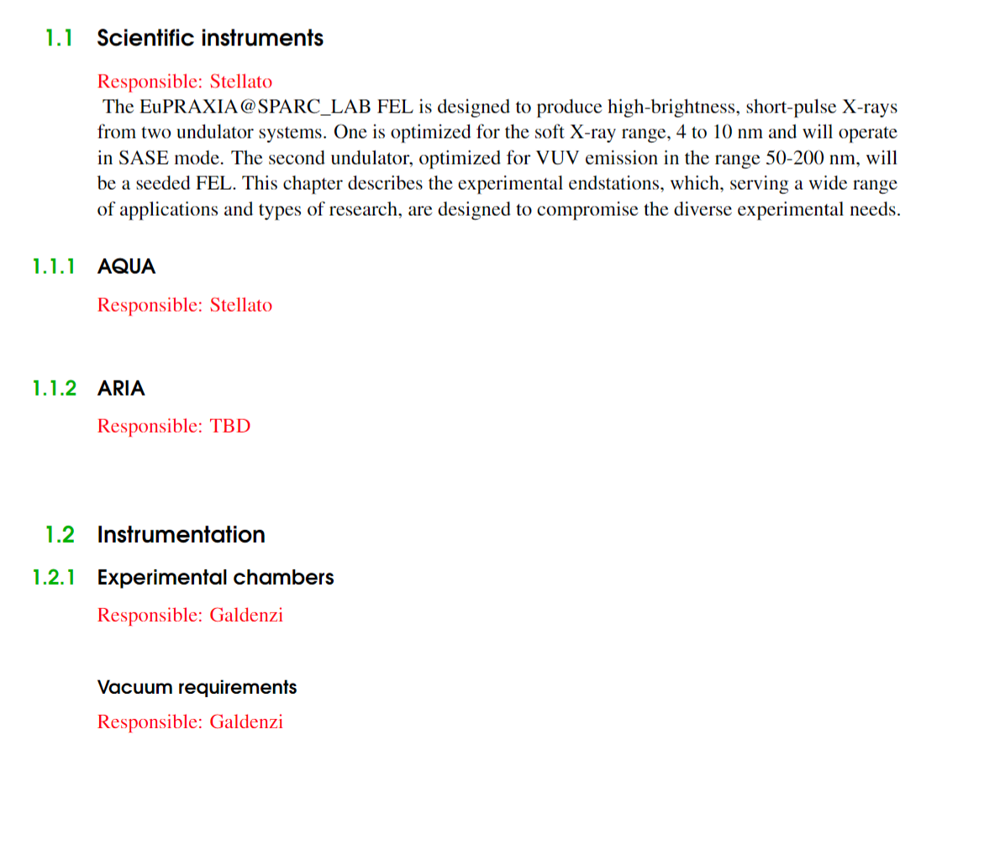 1.1 Scientific instruments
Responsible: Stellato
The EuPRAXIA@SPARC_LAB FEL is designed to produce high-brightness, short-pulse X-rays
from two undulator systems. One is optimized for the soft X-ray range, 4 to 10 nm and will operate
in SASE mode. The second undulator, optimized for VUV emission in the range 50-200 nm, will
be a seeded FEL. This chapter describes the experimental endstations, which, serving a wide range
of applications and types of research, are designed to compromise the diverse experimental needs.
1.1.1 AQUA
Responsible: Stellato
1.1.2 ARIA
Responsible: TBD
1.2 Instrumentation
1.2.1 Experimental chambers
Responsible: Galdenzi
Vacuum requirements
Responsible: Galdenzi